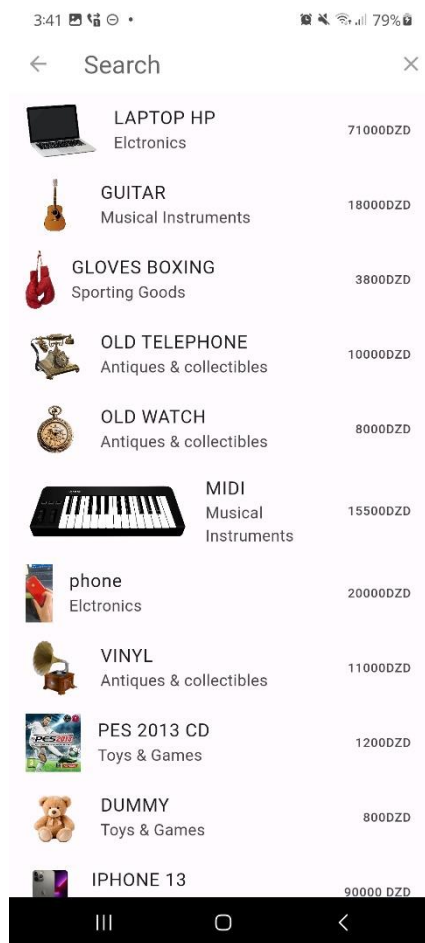 3:41
79%
Search
LAPTOP HP
Elctronics
71000DZD
GUITAR
Musical Instruments
18000DZD
GLOVES BOXING
Sporting Goods
3800DZD
OLD TELEPHONE
Antiques & collectibles
10000DZD
OLD WATCH
Antiques & collectibles
8000DZD
MIDI
Musical
Instruments
15500DZD
phone
Elctronics
20000DZD
VINYL
Antiques & collectibles
11000DZD
PES 2013 CD
Toys & Games
1200DZD
PES2013
DUMMY
Toys & Games
800DZD
IPHONE 13
90000 DZD